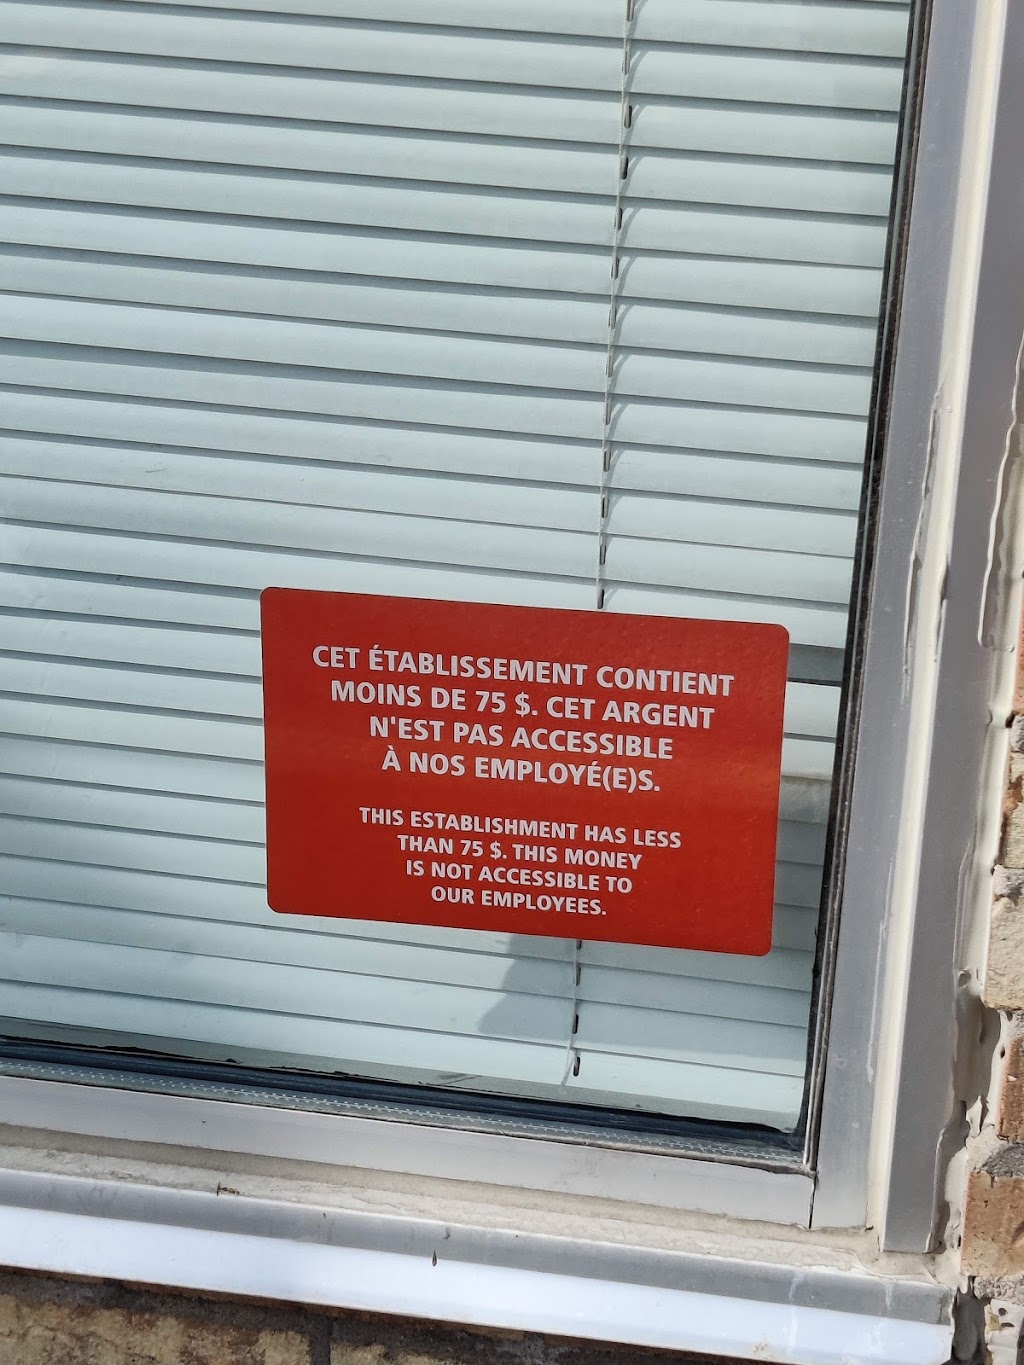 CET ÉTABLISSEMENT CONTIENT
MOINS DE 75 $. CET ARGENT
N'EST PAS ACCESSIBLE
À NOS EMPLOYÉ(E)S.
THIS ESTABLISHMENT HAS LESS
THAN 75 $. THIS MONEY
IS NOT ACCESSIBLE TO
OUR EMPLOYEES.